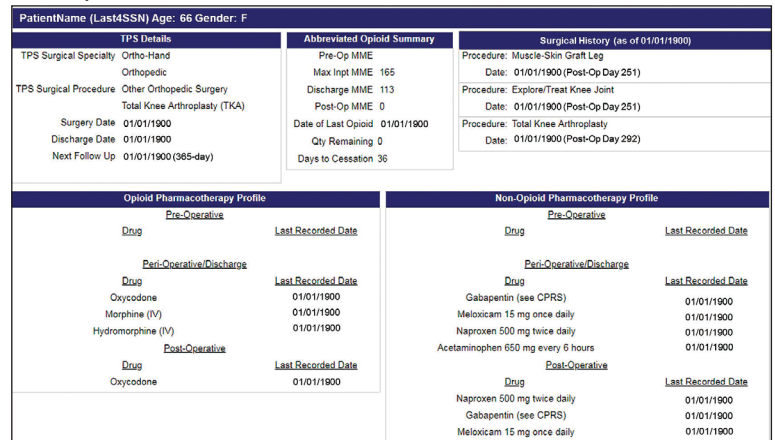 PatientName (Last4SSN) Age: 66 Gender: F
TPS Details
TPS Surgical Specialty Ortho-Hand
Orthopedic
TPS Surgical Procedure Other Orthopedic Surgery
Total Knee Arthroplasty (TKA)
Surgery Date 01/01/1900
Discharge Date 01/01/1900
Next Follow Up 01/01/1900 (365-day)
Abbreviated Opioid Summary
Pre-Op MME
Max Inpt MME 165
Discharge MME 113
Post-Op MME 0
Date of Last Opioid 01/01/1900
Qty Remaining 0
Days to Cessation 36
Surgical History (as of 01/01/1900)
Procedure: Muscle-Skin Graft Leg
Date: 01/01/1900 (Post-Op Day 251)
Procedure: Explore/Treat Knee Joint
Date: 01/01/1900 (Post-Op Day 251)
Procedure: Total Knee Arthroplasty
Date: 01/01/1900 (Post-Op Day 292)
Opioid Pharmacotherapy Profile
Pre-Operative
Drug Last Recorded Date
Peri-Operative/Discharge
Drug Last Recorded Date
Oxycodone 01/01/1900
Morphine (IV) 01/01/1900
Hydromorphine (IV) 01/01/1900
Post-Operative
Drug Last Recorded Date
Oxycodone 01/01/1900
Non-Opioid Pharmacotherapy Profile
Pre-Operative
Drug Last Recorded Date
Peri-Operative/Discharge
Drug Last Recorded Date
Gabapentin (see CPRS) 01/01/1900
Meloxicam 15 mg once daily 01/01/1900
Naproxen 500 mg twice daily 01/01/1900
Acetaminophen 650 mg every 6 hours 01/01/1900
Post-Operative
Drug Last Recorded Date
Naproxen 500 mg twice daily 01/01/1900
Gabapentin (see CPRS) 01/01/1900
Meloxicam 15 mg once daily 01/01/1900